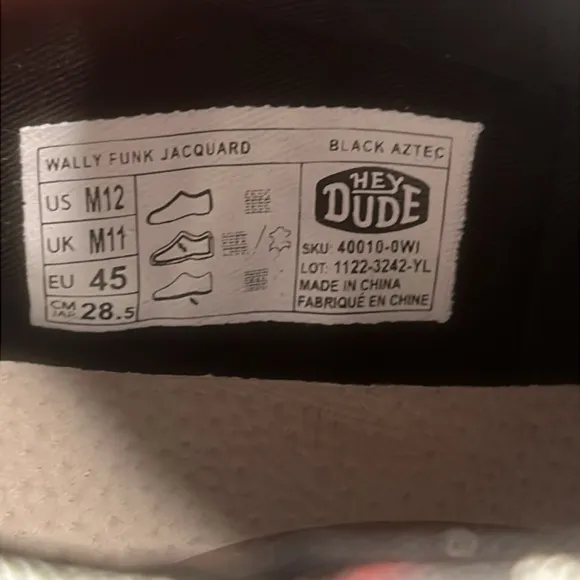 WALLY FUNK JACQUARD BLACK AZTEC
US M12
UK M11
EU 45
CM JAP. 28.5
HEY DUDE
SKU: 40010-0WI
LOT: 1122-3242-YL
MADE IN CHINA
FABRIQUÉ EN CHINE